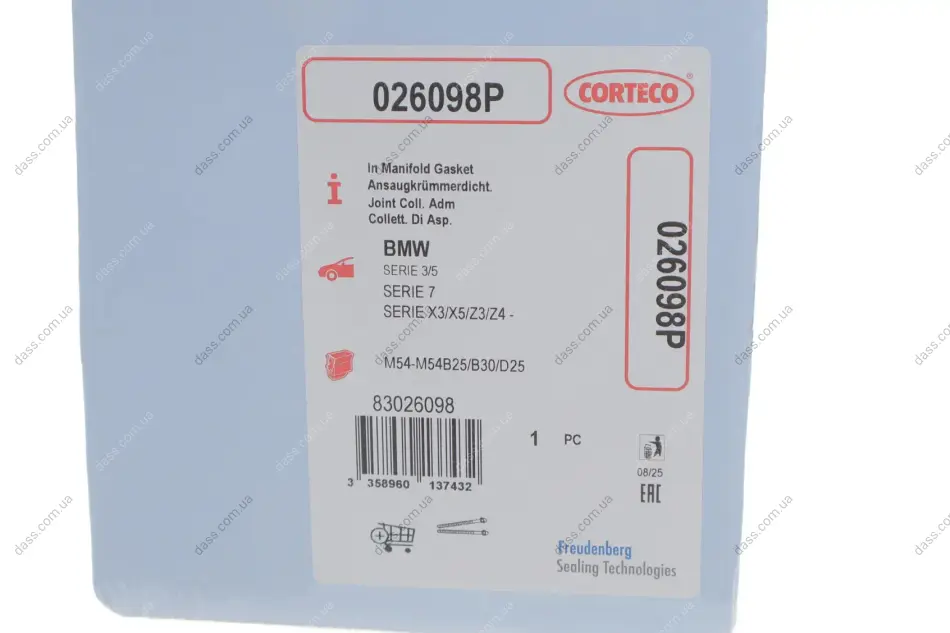 026098P
CORTECO®
In Manifold Gasket
Ansaugkrümmerdicht.
Joint Coll. Adm
Collett. Di Asp.
BMW
SERIE 3/5
SERIE 7
SERIE X3/X5/Z3/Z4 -
M54-M54B25/B30/D25
026098P
83026098
3 358960 137432
1 PC
08/25
EAC
Freudenberg
Sealing Technologies
dass.com.ua